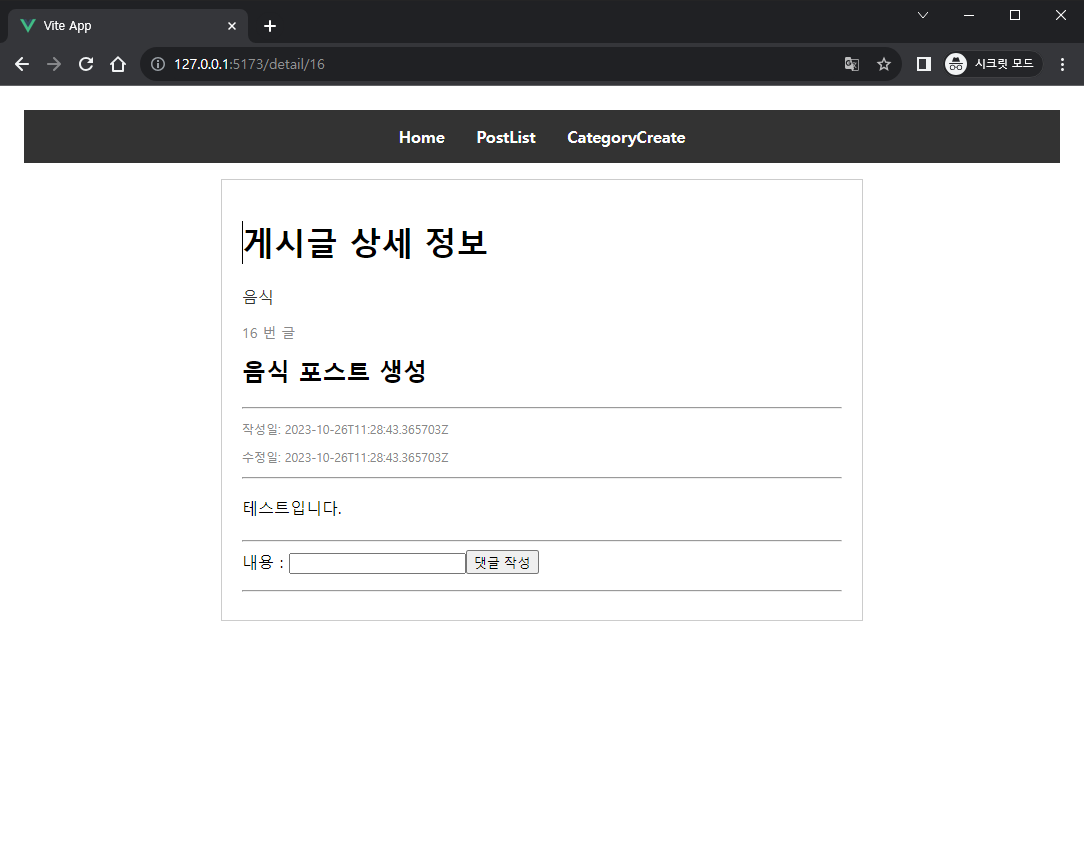 Vite App
127.0.0.1:5173/detail/16
시크릿 모드
Home PostList CategoryCreate
게시글 상세 정보
음식
16 번 글
음식 포스트 생성
작성일: 2023-10-26T11:28:43.365703Z
수정일: 2023-10-26T11:28:43.365703Z
테스트입니다.
내용 : 댓글 작성